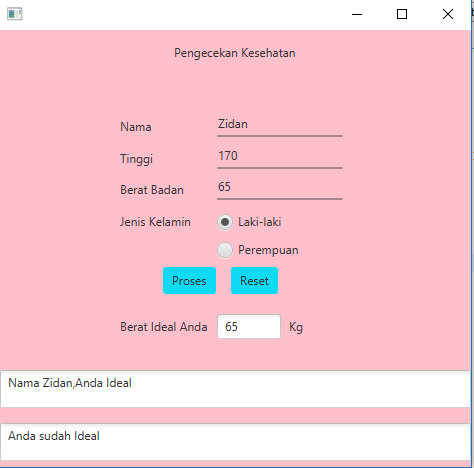 Pengecekan Kesehatan
Nama Zidan
Tinggi 170
Berat Badan 65
Jenis Kelamin Laki-laki
Perempuan
Proses Reset
Berat Ideal Anda 65 Kg
Nama Zidan,Anda Ideal
Anda sudah Ideal